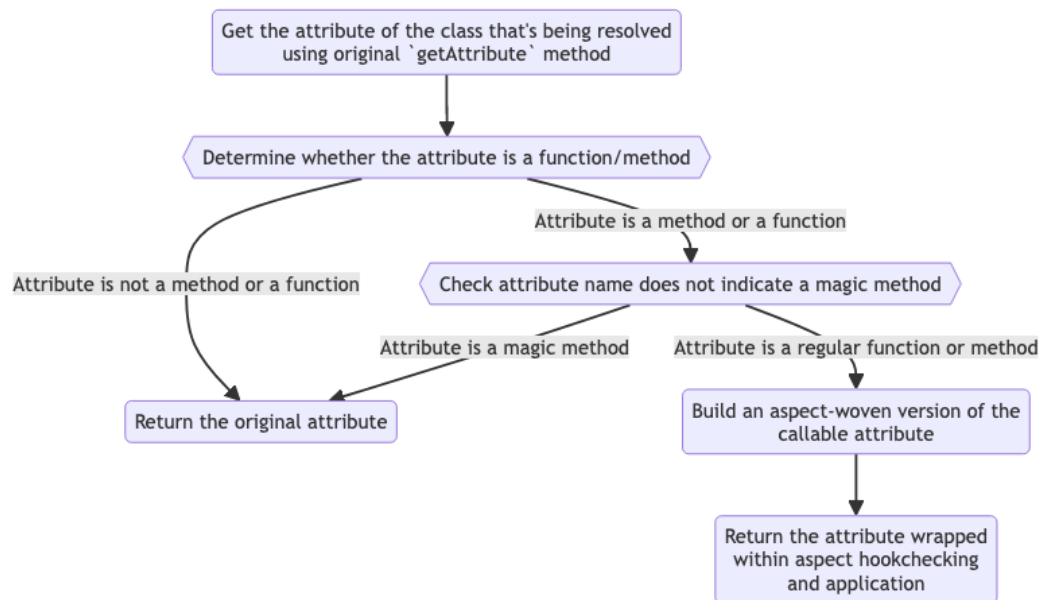 Get the attribute of the class that's being resolved
using original `getAttribute` method
Determine whether the attribute is a function/method
Attribute is a method or a function
Attribute is not a method or a function
Check attribute name does not indicate a magic method
Attribute is a magic method
Attribute is a regular function or method
Return the original attribute
Build an aspect-woven version of the
callable attribute
Return the attribute wrapped
within aspect hookchecking
and application